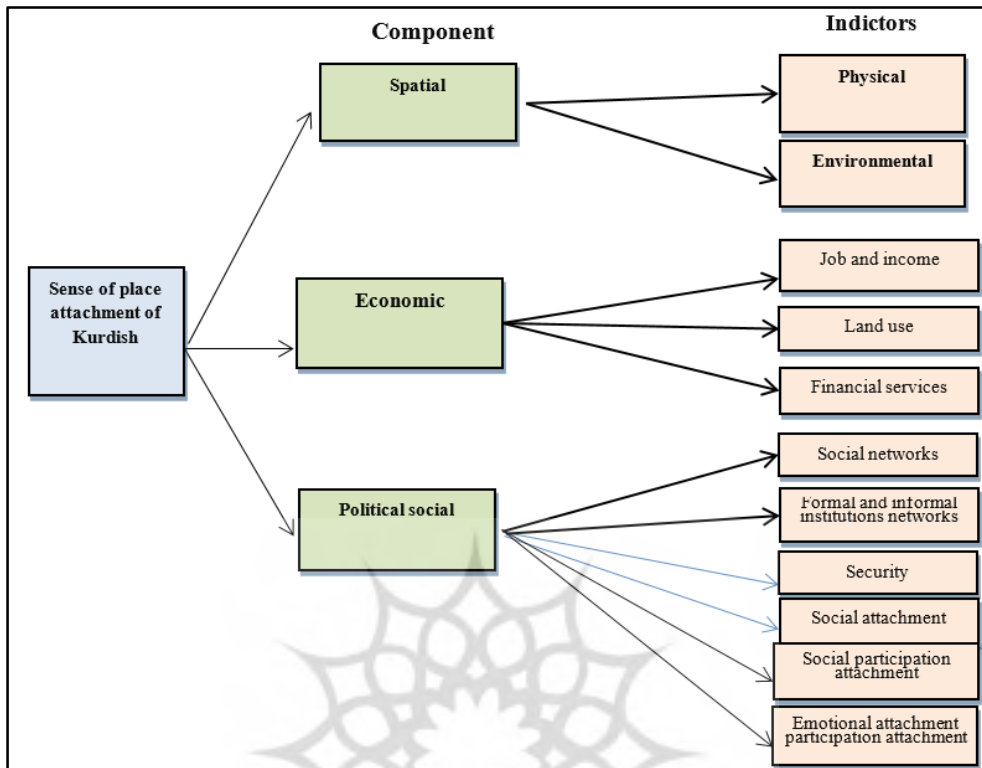 Component
Indictors
Sense of place
attachment of
Kurdish
Spatial
Physical
Environmental
Economic
Job and income
Land use
Financial services
Political social
Social networks
Formal and informal
institutions networks
Security
Social attachment
Social participation
attachment
Emotional attachment
participation attachment